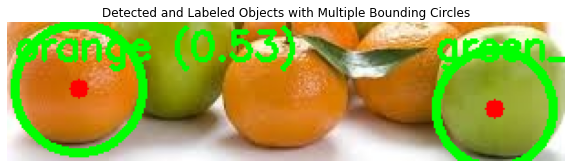 Detected and Labeled Objects with Multiple Bounding Circles
orange (0.53) green_